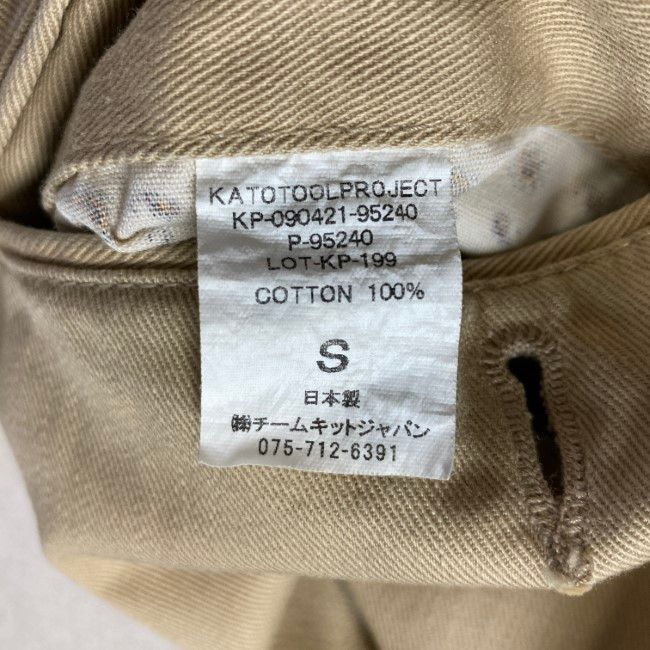 KATOTOOLPROJECT
KP-090421-95240
P-95240
LOT-KP-199
COTTON 100%
S
日本製
㈱チームキットジャパン
075-712-6391